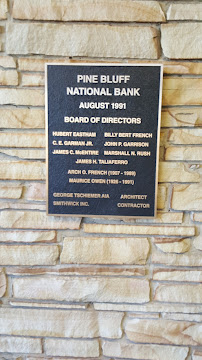 PINE BLUFF
NATIONAL BANK
AUGUST 1991
BOARD OF DIRECTORS
HUBERT EASTHAM BILLY BERT FRENCH
C. E. GARMAN JR. JOHN P. GARRISON
JAMES C. McENTIRE MARSHALL N. RUSH
JAMES H. TALIAFERRO
ARCH G. FRENCH (1907 - 1989)
MAURICE OWEN (1926 - 1991)
GEORGE TSCHIEMER AIA ARCHITECT
SMITHWICK INC. CONTRACTOR